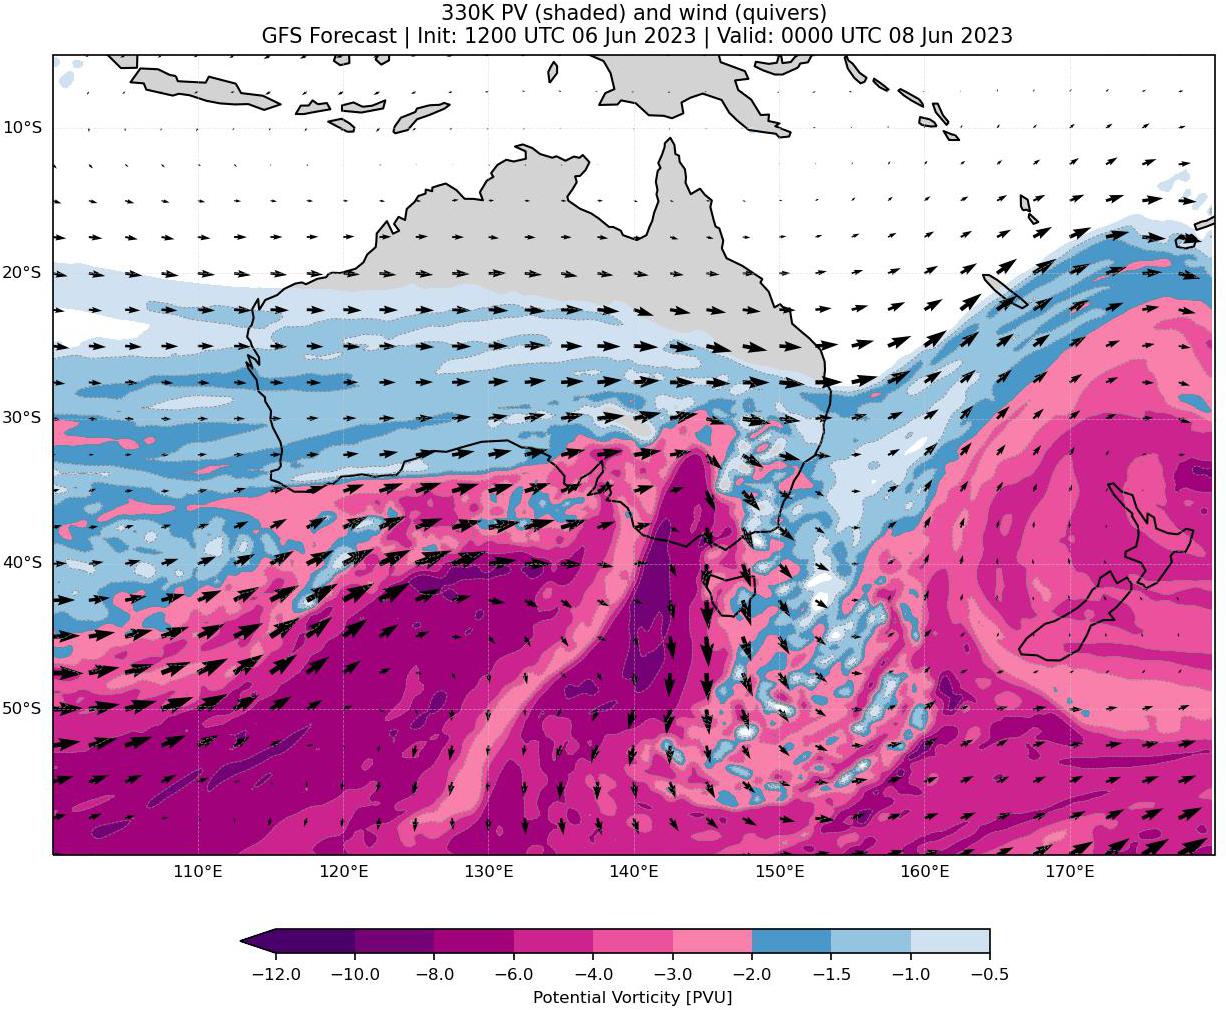 330K PV (shaded) and wind (quivers)
GFS Forecast | Init: 1200 UTC 06 Jun 2023 | Valid: 0000 UTC 08 Jun 2023
10°S
20°S
30°S
40°S
50°S
110°E 120°E 130°E 140°E 150°E 160°E 170°E
−12.0 −10.0 −8.0 −6.0 −4.0 −3.0 −2.0 −1.5 −1.0 −0.5
Potential Vorticity [PVU]